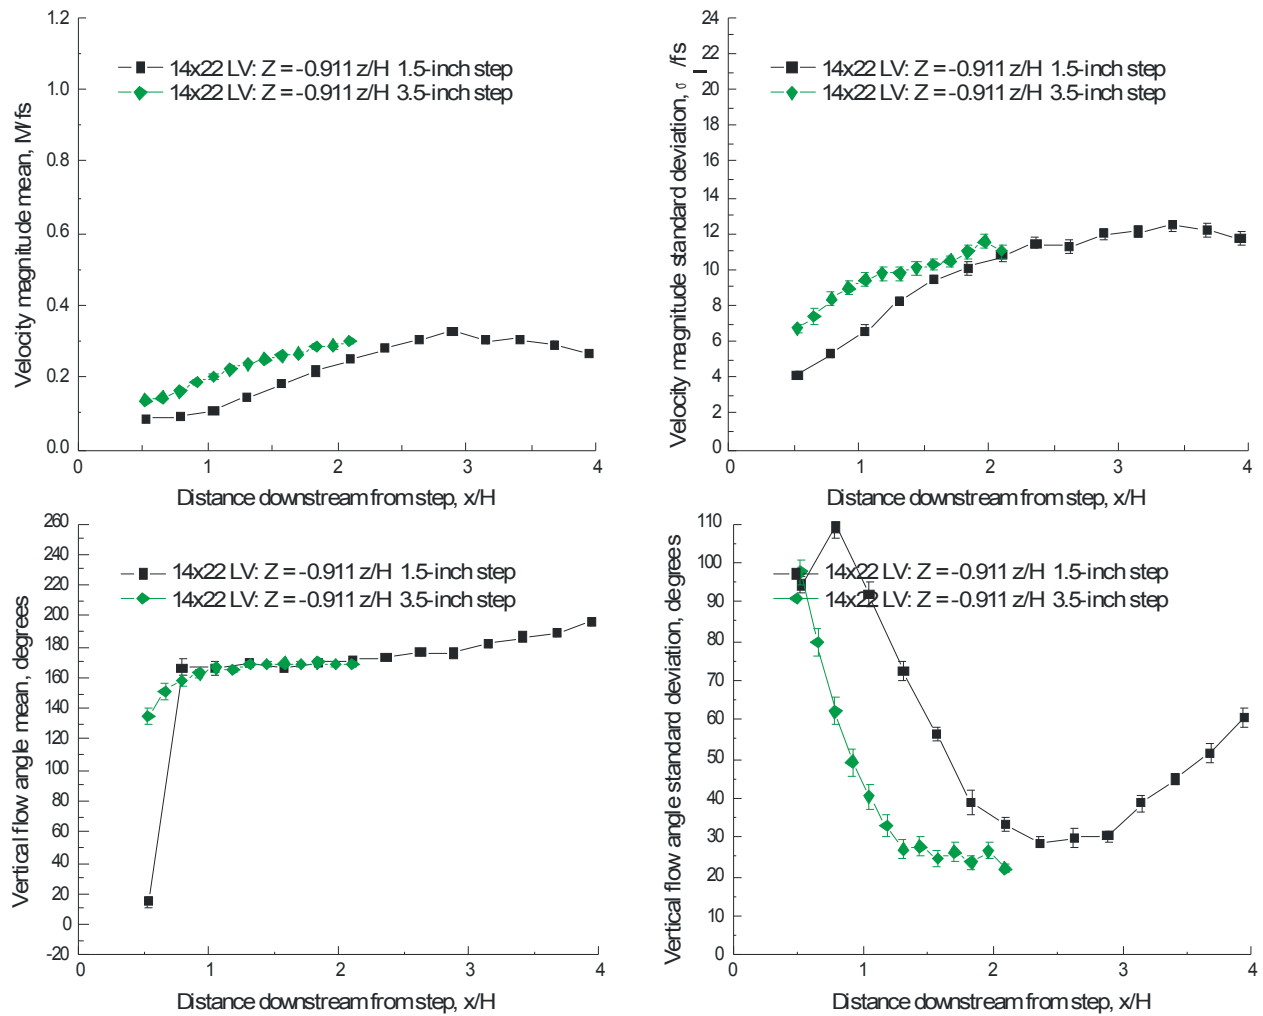 1.2
1.0
0.8
0.6
0.4
0.2
0.0
Velocity magnitude mean, M/fs
14x22 LV: Z = -0.911 z/H 1.5-inch step
14x22 LV: Z = -0.911 z/H 3.5-inch step
0 1 2 3 4
Distance downstream from step, x/H
24
22
20
18
16
14
12
10
8
6
4
2
0
Velocity magnitude standard deviation, σ /fs
14x22 LV: Z = -0.911 z/H 1.5-inch step
14x22 LV: Z = -0.911 z/H 3.5-inch step
0 1 2 3 4
Distance downstream from step, x/H
260
240
220
200
180
160
140
120
100
80
60
40
20
0
-20
Vertical flow angle mean, degrees
14x22 LV: Z = -0.911 z/H 1.5-inch step
14x22 LV: Z = -0.911 z/H 3.5-inch step
0 1 2 3 4
Distance downstream from step, x/H
110
100
90
80
70
60
50
40
30
20
10
0
Vertical flow angle standard deviation, degrees
14x22 LV: Z = -0.911 z/H 1.5-inch step
14x22 LV: Z = -0.911 z/H 3.5-inch step
0 1 2 3 4
Distance downstream from step, x/H